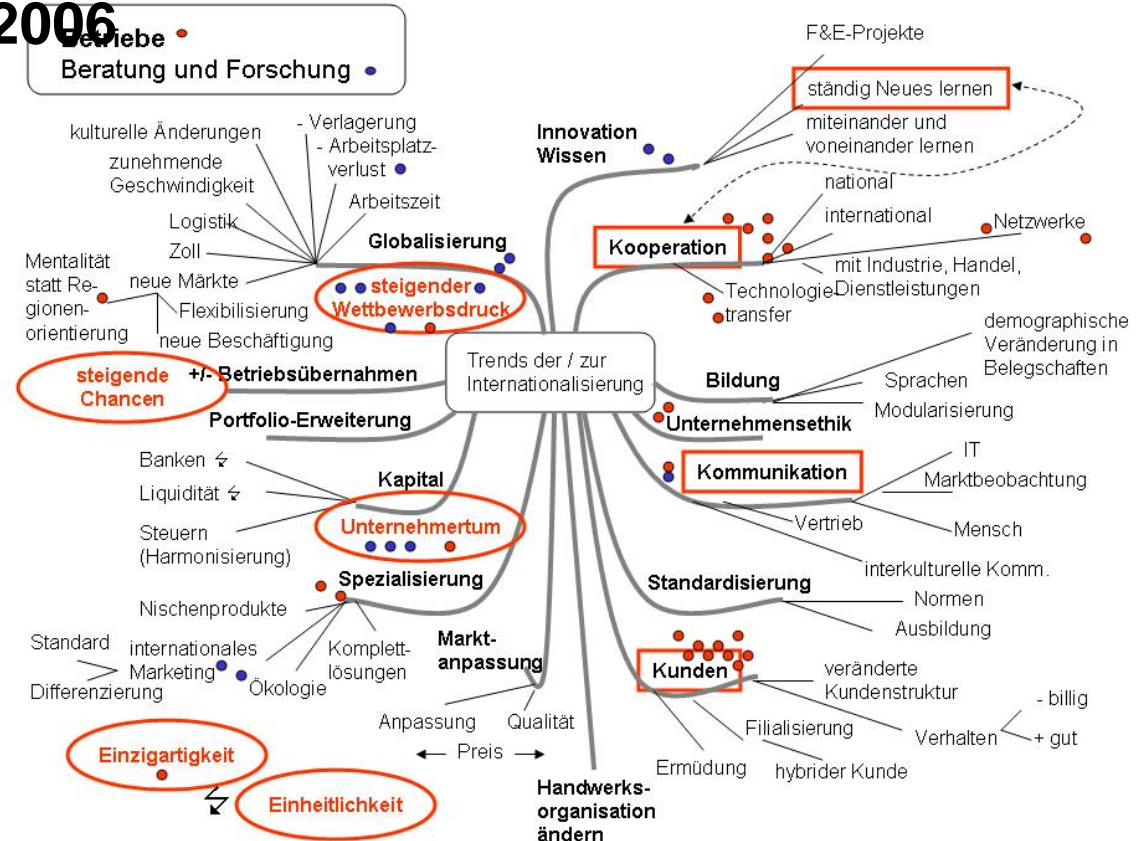 2006
Betriebe
Beratung und Forschung
kulturelle Änderungen
- Verlagerung
- Arbeitsplatz-
verlust
zunehmende
Geschwindigkeit
Arbeitszeit
Logistik
Zoll
Globalisierung
neue Märkte
Mentalität
statt Re-
gionen-
orientierung
Flexibilisierung
neue Beschäftigung
steigender
Wettbewerbsdruck
steigende
Chancen
+/- Betriebsübernahmen
Portfolio-Erweiterung
Banken
Liquidität
Steuern
(Harmonisierung)
Kapital
Unternehmertum
Spezialisierung
Nischenprodukte
Standard
Differenzierung
internationales
Marketing
Ökologie
Komplett-
lösungen
Markt-
anpassung
Anpassung
Qualität
Preis
Einzigartigkeit
Einheitlichkeit
Trends der / zur
Internationalisierung
Innovation
Wissen
F&E-Projekte
ständig Neues lernen
miteinander und
voneinander lernen
Kooperation
national
international
Netzwerke
mit Industrie, Handel,
Dienstleistungen
Technologie-
transfer
Bildung
demographische
Veränderung in
Belegschaften
Sprachen
Modularisierung
Unternehmensethik
Kommunikation
IT
Marktbeobachtung
Vertrieb
Mensch
interkulturelle Komm.
Standardisierung
Normen
Ausbildung
Kunden
veränderte
Kundenstruktur
Verhalten
- billig
+ gut
Filialisierung
Ermüdung
hybrider Kunde
Handwerks-
organisation
ändern